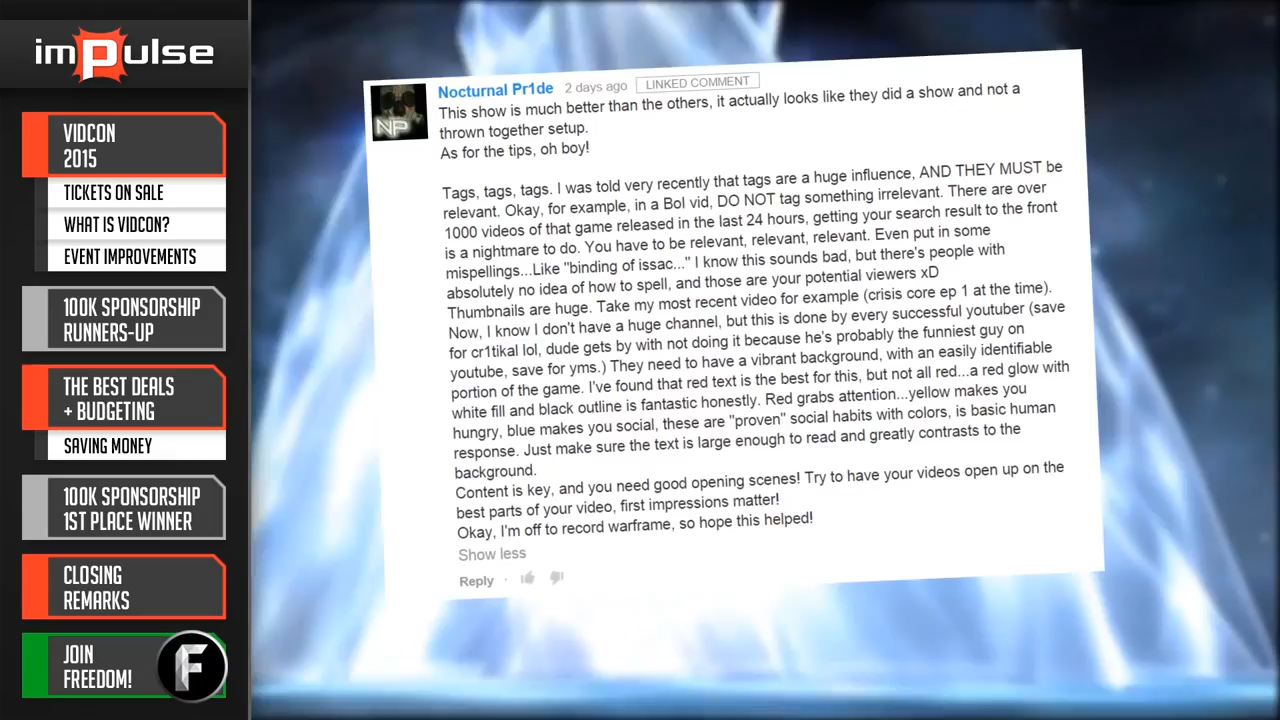 impulse
VIDCON
2015
TICKETS ON SALE
WHAT IS VIDCON?
EVENT IMPROVEMENTS
100K SPONSORSHIP
RUNNERS-UP
THE BEST DEALS
+ BUDGETING
SAVING MONEY
100K SPONSORSHIP
1ST PLACE WINNER
CLOSING
REMARKS
JOIN
FREEDOM!
F
NP
Nocturnal Pr1de 2 days ago LINKED COMMENT
This show is much better than the others, it actually looks like they did a show and not a
thrown together setup.
As for the tips, oh boy!
Tags, tags, tags. I was told very recently that tags are a huge influence, AND THEY MUST be
relevant. Okay, for example, in a BoI vid, DO NOT tag something irrelevant. There are over
1000 videos of that game released in the last 24 hours, getting your search result to the front
is a nightmare to do. You have to be relevant, relevant, relevant. Even put in some
mispellings...Like "binding of issac..." I know this sounds bad, but there's people with
absolutely no idea of how to spell, and those are your potential viewers xD
Thumbnails are huge. Take my most recent video for example (crisis core ep 1 at the time).
Now, I know I don't have a huge channel, but this is done by every successful youtuber (save
for cr1tikal lol, dude gets by with not doing it because he's probably the funniest guy on
youtube, save for yms.) They need to have a vibrant background, with an easily identifiable
portion of the game. I've found that red text is the best for this, but not all red...a red glow with
white fill and black outline is fantastic honestly. Red grabs attention...yellow makes you
hungry, blue makes you social, these are "proven" social habits with colors, is basic human
response. Just make sure the text is large enough to read and greatly contrasts to the
background.
Content is key, and you need good opening scenes! Try to have your videos open up on the
best parts of your video, first impressions matter!
Okay, I'm off to record warframe, so hope this helped!
Show less
Reply ·